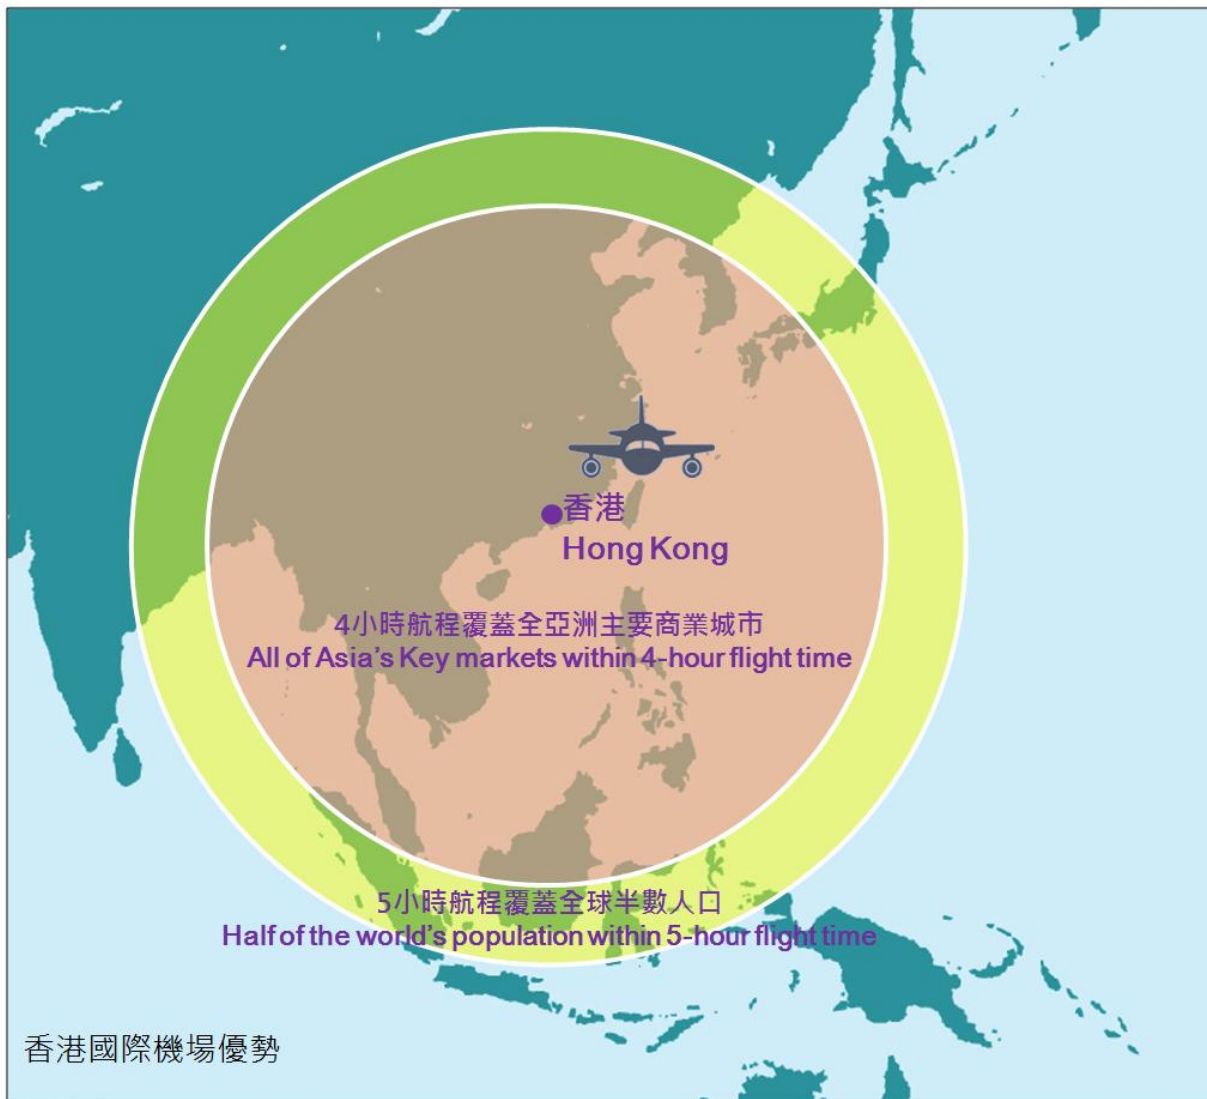 香港
Hong Kong
4小時航程覆蓋全亞洲主要商業城市
All of Asia's Key markets within 4-hour flight time
5小時航程覆蓋全球半數人口
Half of the world's population within 5-hour flight time
香港國際機場優勢